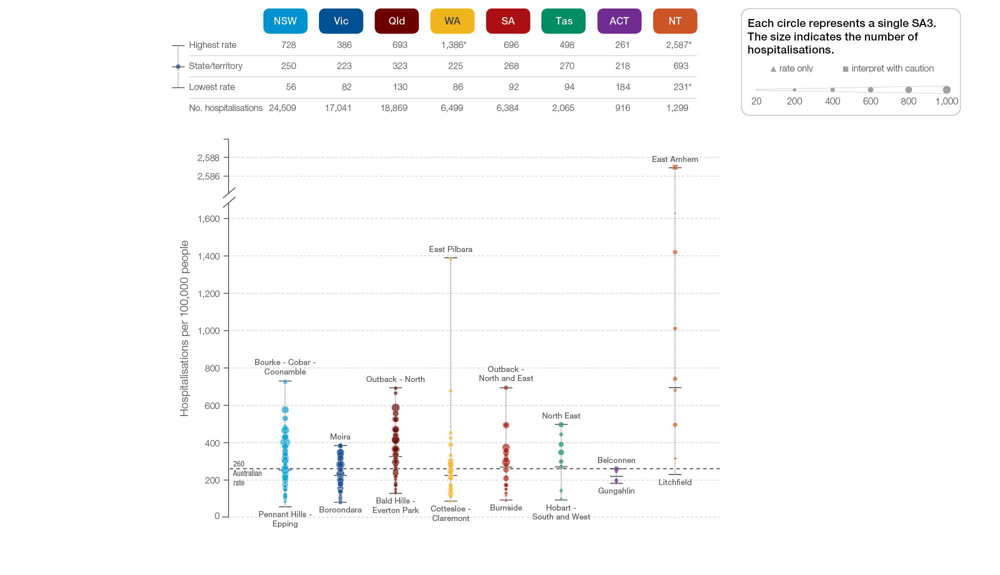 NSW Vic Qld WA SA Tas ACT NT
Highest rate 728 386 693 1,386* 696 498 261 2,587*
State/territory 250 223 323 225 268 270 218 693
Lowest rate 56 82 130 86 92 94 184 231*
No. hospitalisations 24,509 17,041 18,869 6,499 6,384 2,065 916 1,299
Each circle represents a single SA3.
The size indicates the number of
hospitalisations.
rate only interpret with caution
20 200 400 600 800 1,000
Hospitalisations per 100,000 people
2,588
2,586
1,600
1,400
1,200
1,000
800
600
400
200
0
260
Australian
rate
Bourke - Cobar -
Coonamble
Pennant Hills -
Epping
Moira
Boroondara
Outback - North
Bald Hills -
Everton Park
East Pilbara
Cottesloe -
Claremont
Outback -
North and East
Burnside
North East
Hobart -
South and West
Belconnen
Gungahlin
East Arnhem
Litchfield